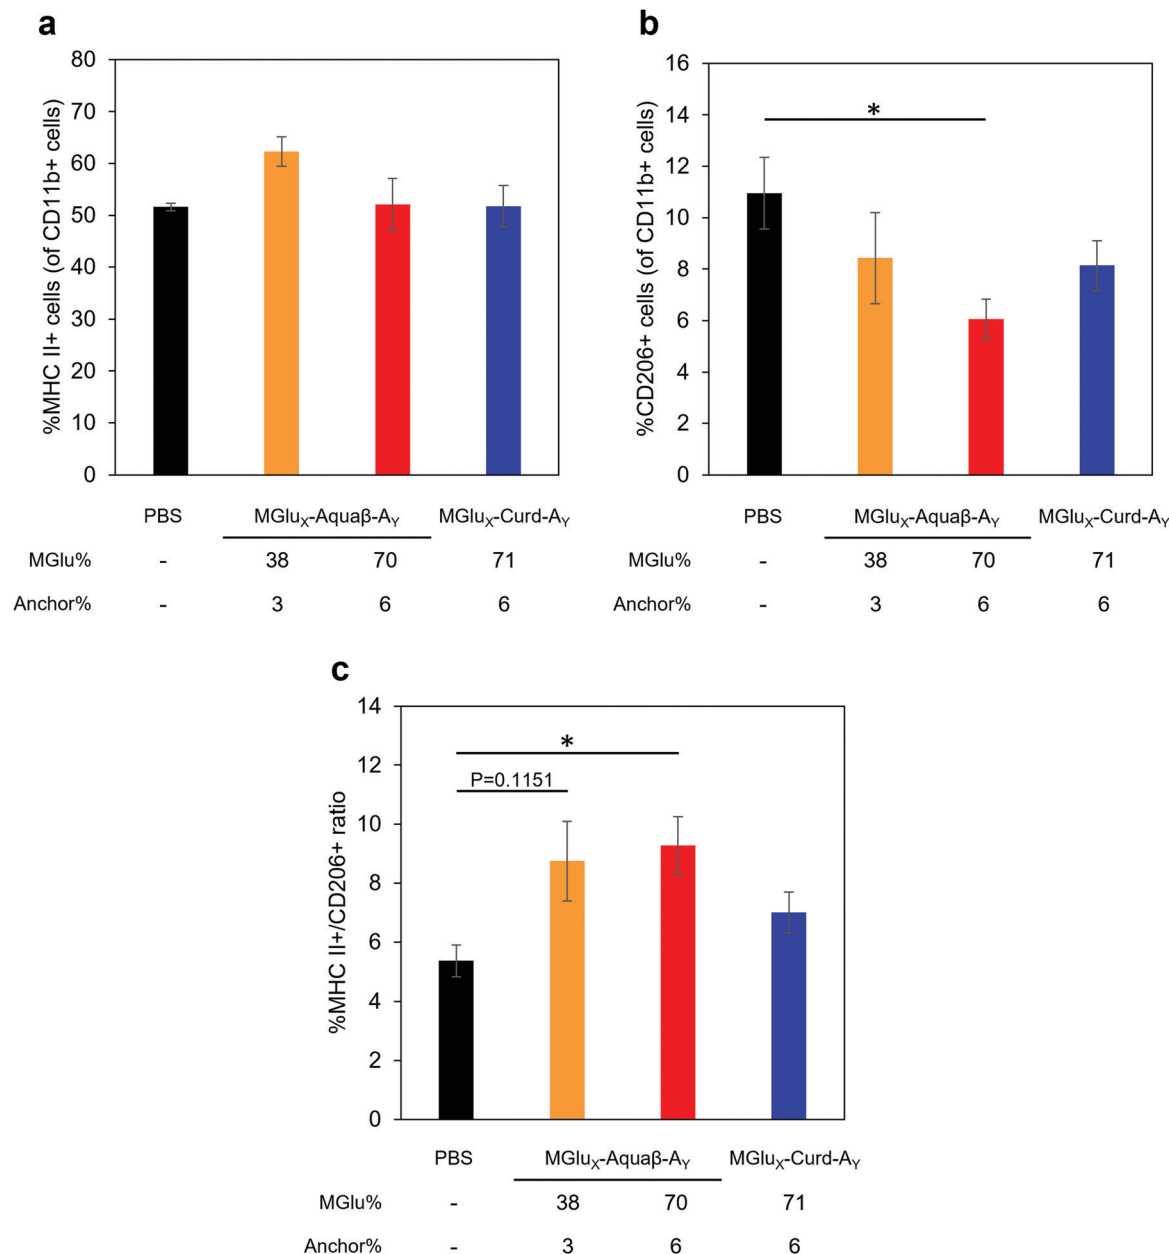 a
%MHC II+ cells (of CD11b+ cells)
80
70
60
50
40
30
20
10
0
PBS MGluX-Aquaβ-AY MGluX-Curd-AY
MGlu% - 38 70 71
Anchor% - 3 6 6
b
%CD206+ cells (of CD11b+ cells)
16
14
12
10
8
6
4
2
0
*
PBS MGluX-Aquaβ-AY MGluX-Curd-AY
MGlu% - 38 70 71
Anchor% - 3 6 6
c
%MHC II+/CD206+ ratio
14
12
10
8
6
4
2
0
*
P=0.1151
PBS MGluX-Aquaβ-AY MGluX-Curd-AY
MGlu% - 38 70 71
Anchor% - 3 6 6